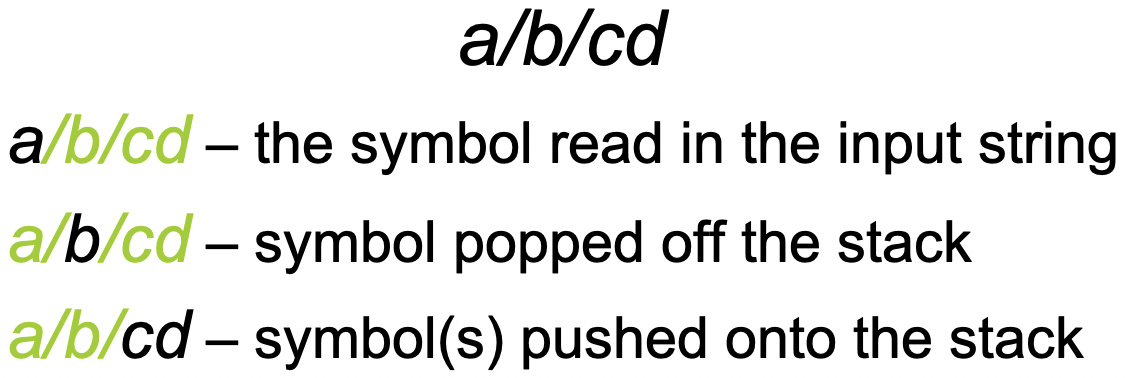 a/b/cd
a/b/cd – the symbol read in the input string
a/b/cd – symbol popped off the stack
a/b/cd – symbol(s) pushed onto the stack